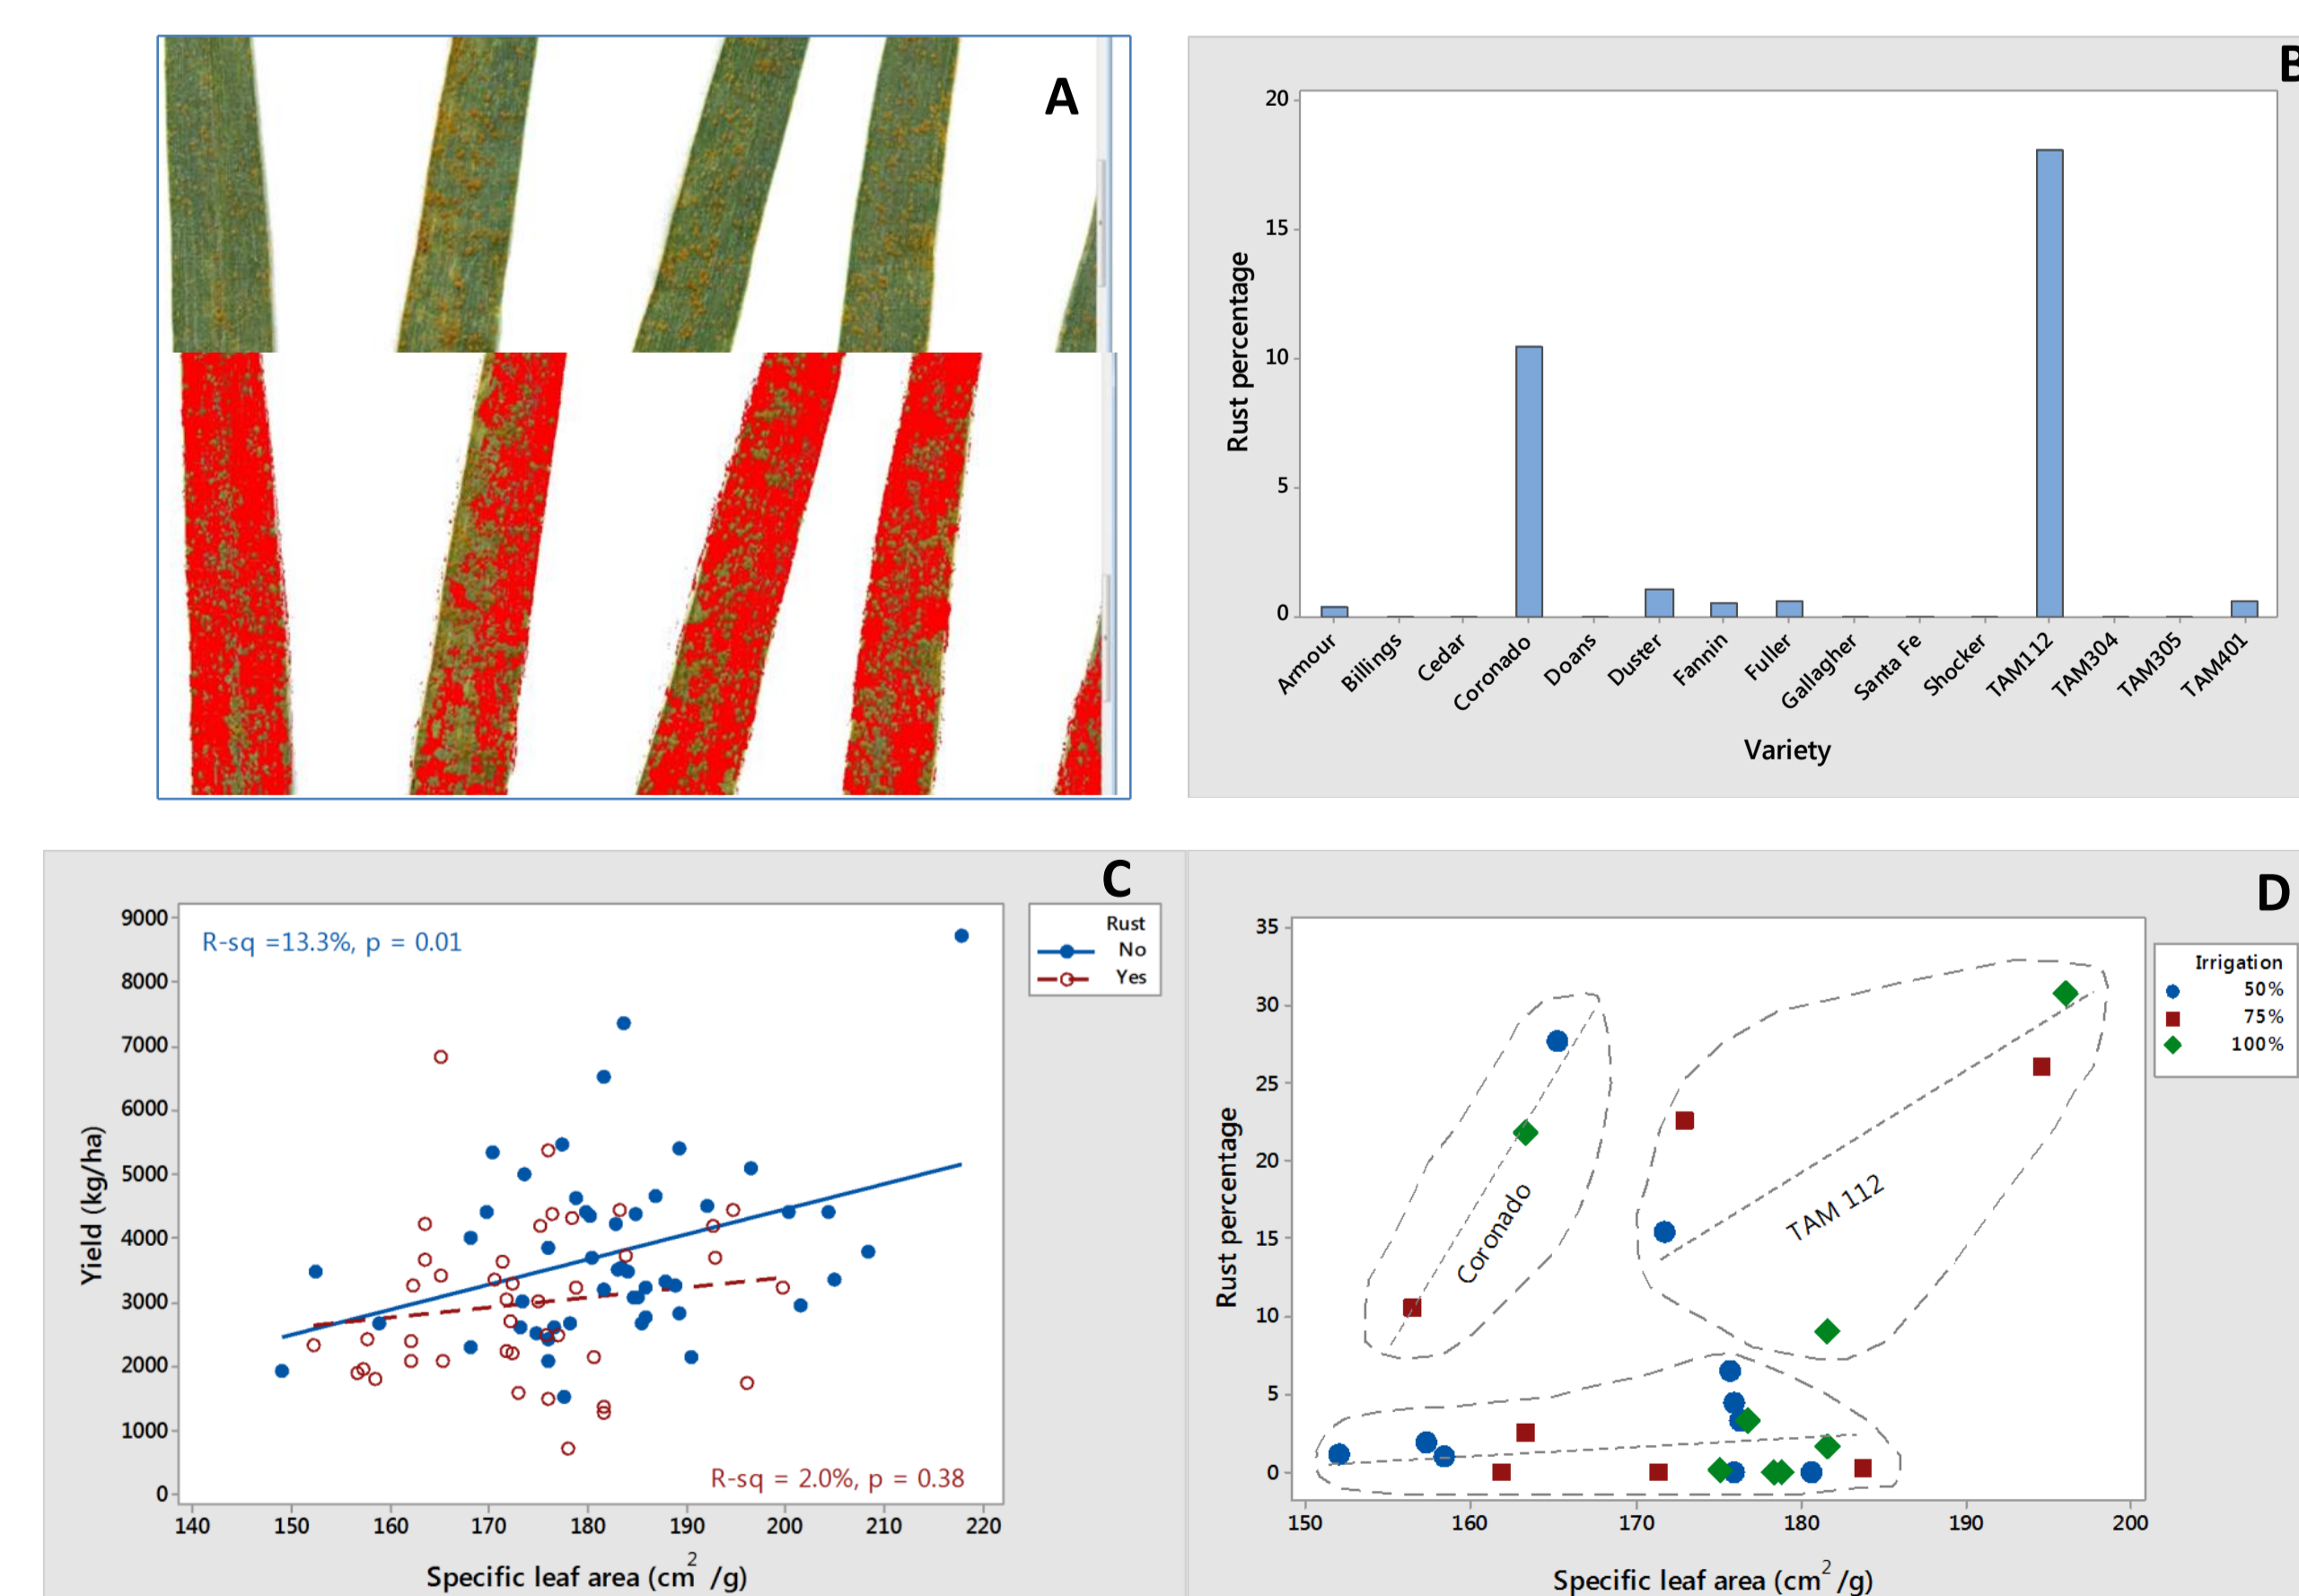 A
B
20
15
10
5
0
Rust percentage
Armour
Billings
Cedar
Coronado
Doans
Duster
Fannin
Fuller
Gallagher
Santa Fe
Shocker
TAM112
TAM304
TAM305
TAM401
Variety
C
R-sq =13.3%, p = 0.01
Rust
No
Yes
9000
8000
7000
6000
5000
4000
3000
2000
1000
0
Yield (kg/ha)
R-sq = 2.0%, p = 0.38
140 150 160 170 180 190 200 210 220
Specific leaf area (cm2 /g)
D
Irrigation
50%
75%
100%
35
30
25
20
15
10
5
0
Rust percentage
Coronado
TAM 112
150 160 170 180 190 200
Specific leaf area (cm2 /g)